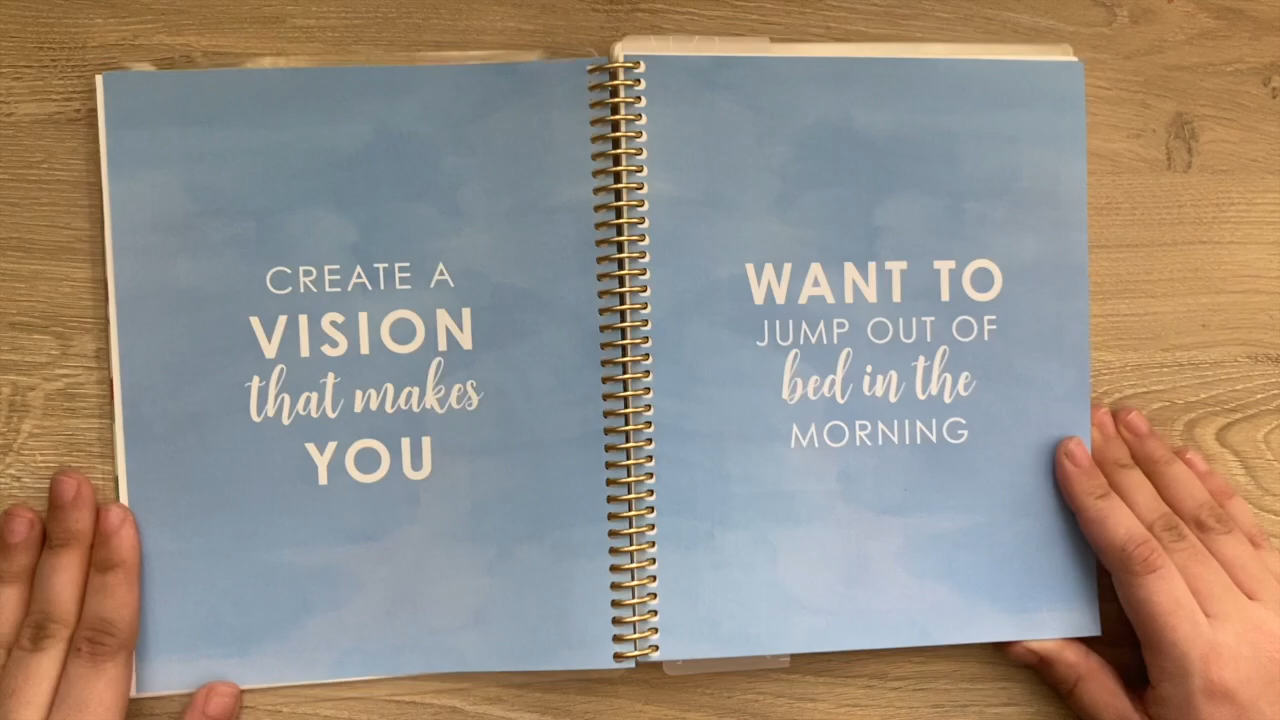 CREATE A
VISION
that makes
YOU
WANT TO
JUMP OUT OF
bed in the
MORNING